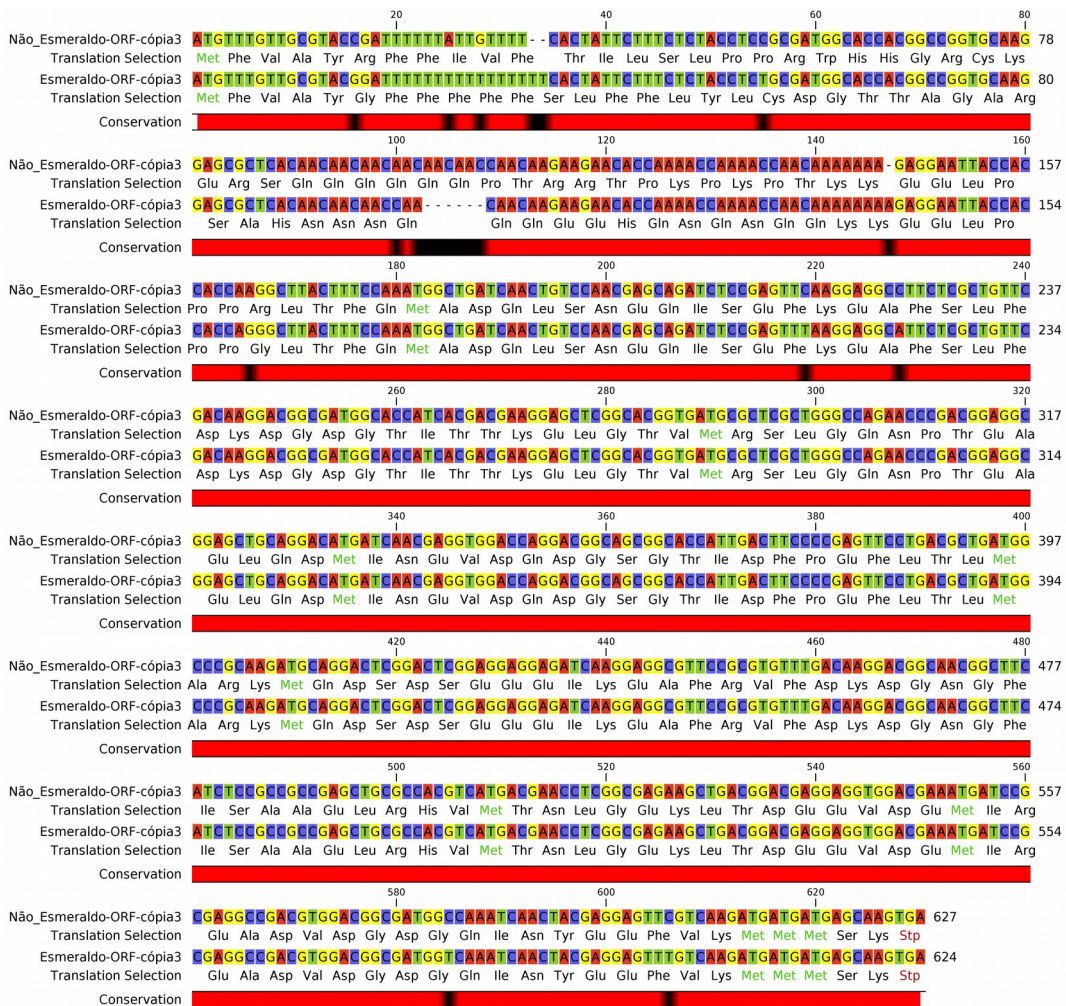 20 40 60 80
Não_Esmeraldo-ORF-cópia3 ATGTTTGTTGCGTACCGATTTTTTATTGTTTT--CACTATTCTTTCTCTACCTCCGCGATGGCACCACGGCCGGTGCAAG 78
Translation Selection Met Phe Val Ala Tyr Arg Phe Phe Ile Val Phe Thr Ile Leu Ser Leu Pro Pro Arg Trp His His Gly Arg Cys Lys
Esmeraldo-ORF-cópia3 ATGTTTGTTGCGTACGGATTTTTTTTTTTTTTTTCACTATTCTTTCTCTACCTCTGCGATGGCACCACGGCCGGTGCAAG 80
Translation Selection Met Phe Val Ala Tyr Gly Phe Phe Phe Phe Phe Ser Leu Phe Phe Leu Tyr Leu Cys Asp Gly Thr Thr Ala Gly Ala Arg
Conservation
100 120 140 160
Não_Esmeraldo-ORF-cópia3 GAGCGCTCACAACAACAACAACAACAACCAACAAGAAGAACACCAAAACCAAAACCAACAAAAAAA-GAGGAATTACCAC 157
Translation Selection Glu Arg Ser Gln Gln Gln Gln Gln Gln Pro Thr Arg Arg Thr Pro Lys Pro Lys Pro Thr Lys Lys Glu Glu Leu Pro
Esmeraldo-ORF-cópia3 GAGCGCTCACAACAACAACCAA------CAACAAGAAGAACACCAAAACCAAAACCAACAAAAAAAAGAGGAATTACCAC 154
Translation Selection Ser Ala His Asn Asn Asn Gln Gln Gln Glu Glu His Gln Asn Gln Asn Gln Gln Lys Lys Glu Glu Leu Pro
Conservation
180 200 220 240
Não_Esmeraldo-ORF-cópia3 CACCAAGGCTTACTTTCCAAATGGCTGATCAACTGTCCAACGAGCAGATCTCCGAGTTCAAGGAGGCCTTCTCGCTGTTC 237
Translation Selection Pro Pro Arg Leu Thr Phe Gln Met Ala Asp Gln Leu Ser Asn Glu Gln Ile Ser Glu Phe Lys Glu Ala Phe Ser Leu Phe
Esmeraldo-ORF-cópia3 CACCAGGGCTTACTTTCCAAATGGCTGATCAACTGTCCAACGAGCAGATCTCCGAGTTTAAGGAGGCATTCTCGCTGTTC 234
Translation Selection Pro Pro Gly Leu Thr Phe Gln Met Ala Asp Gln Leu Ser Asn Glu Gln Ile Ser Glu Phe Lys Glu Ala Phe Ser Leu Phe
Conservation
260 280 300 320
Não_Esmeraldo-ORF-cópia3 GACAAGGACGGCGATGGCACCATCACGACGAAGGAGCTCGGCACGGTGATGCGCTCGCTGGGCCAGAACCCGACGGAGGC 317
Translation Selection Asp Lys Asp Gly Asp Gly Thr Ile Thr Thr Lys Glu Leu Gly Thr Val Met Arg Ser Leu Gly Gln Asn Pro Thr Glu Ala
Esmeraldo-ORF-cópia3 GACAAGGACGGCGATGGCACCATCACGACGAAGGAGCTCGGCACGGTGATGCGCTCGCTGGGCCAGAACCCGACGGAGGC 314
Translation Selection Asp Lys Asp Gly Asp Gly Thr Ile Thr Thr Lys Glu Leu Gly Thr Val Met Arg Ser Leu Gly Gln Asn Pro Thr Glu Ala
Conservation
340 360 380 400
Não_Esmeraldo-ORF-cópia3 GGAGCTGCAGGACATGATCAACGAGGTGGACCAGGACGGCAGCGGCACCATTGACTTCCCCGAGTTCCTGACGCTGATGG 397
Translation Selection Glu Leu Gln Asp Met Ile Asn Glu Val Asp Gln Asp Gly Ser Gly Thr Ile Asp Phe Pro Glu Phe Leu Thr Leu Met
Esmeraldo-ORF-cópia3 GGAGCTGCAGGACATGATCAACGAGGTGGACCAGGACGGCAGCGGCACCATTGACTTCCCCGAGTTCCTGACGCTGATGG 394
Translation Selection Glu Leu Gln Asp Met Ile Asn Glu Val Asp Gln Asp Gly Ser Gly Thr Ile Asp Phe Pro Glu Phe Leu Thr Leu Met
Conservation
420 440 460 480
Não_Esmeraldo-ORF-cópia3 CCCGCAAGATGCAGGACTCGGACTCGGAGGAGGAGATCAAGGAGGCGTTCCGCGTGTTTGACAAGGACGGCAACGGCTTC 477
Translation Selection Ala Arg Lys Met Gln Asp Ser Asp Ser Glu Glu Glu Ile Lys Glu Ala Phe Arg Val Phe Asp Lys Asp Gly Asn Gly Phe
Esmeraldo-ORF-cópia3 CCCGCAAGATGCAGGACTCGGACTCGGAGGAGGAGATCAAGGAGGCGTTCCGCGTGTTTGACAAGGACGGCAACGGCTTC 474
Translation Selection Ala Arg Lys Met Gln Asp Ser Asp Ser Glu Glu Glu Ile Lys Glu Ala Phe Arg Val Phe Asp Lys Asp Gly Asn Gly Phe
Conservation
500 520 540 560
Não_Esmeraldo-ORF-cópia3 ATCTCCGCCGCCGAGCTGCGCCACGTCATGACGAACCTCGGCGAGAAGCTGACGGACGAGGAGGTGGACGAAATGATCCG 557
Translation Selection Ile Ser Ala Ala Glu Leu Arg His Val Met Thr Asn Leu Gly Glu Lys Leu Thr Asp Glu Glu Val Asp Glu Met Ile Arg
Esmeraldo-ORF-cópia3 ATCTCCGCCGCCGAGCTGCGCCACGTCATGACGAACCTCGGCGAGAAGCTGACGGACGAGGAGGTGGACGAAATGATCCG 554
Translation Selection Ile Ser Ala Ala Glu Leu Arg His Val Met Thr Asn Leu Gly Glu Lys Leu Thr Asp Glu Glu Val Asp Glu Met Ile Arg
Conservation
580 600 620
Não_Esmeraldo-ORF-cópia3 CGAGGCCGACGTGGACGGCGATGGCCAAATCAACTACGAGGAGTTCGTCAAGATGATGATGAGCAAGTGA 627
Translation Selection Glu Ala Asp Val Asp Gly Asp Gly Gln Ile Asn Tyr Glu Glu Phe Val Lys Met Met Met Ser Lys Stp
Esmeraldo-ORF-cópia3 CGAGGCCGACGTGGACGGCGATGGTCAAATCAACTACGAGGAGTTTGTCAAGATGATGATGAGCAAGTGA 624
Translation Selection Glu Ala Asp Val Asp Gly Asp Gly Gln Ile Asn Tyr Glu Glu Phe Val Lys Met Met Met Ser Lys Stp
Conservation